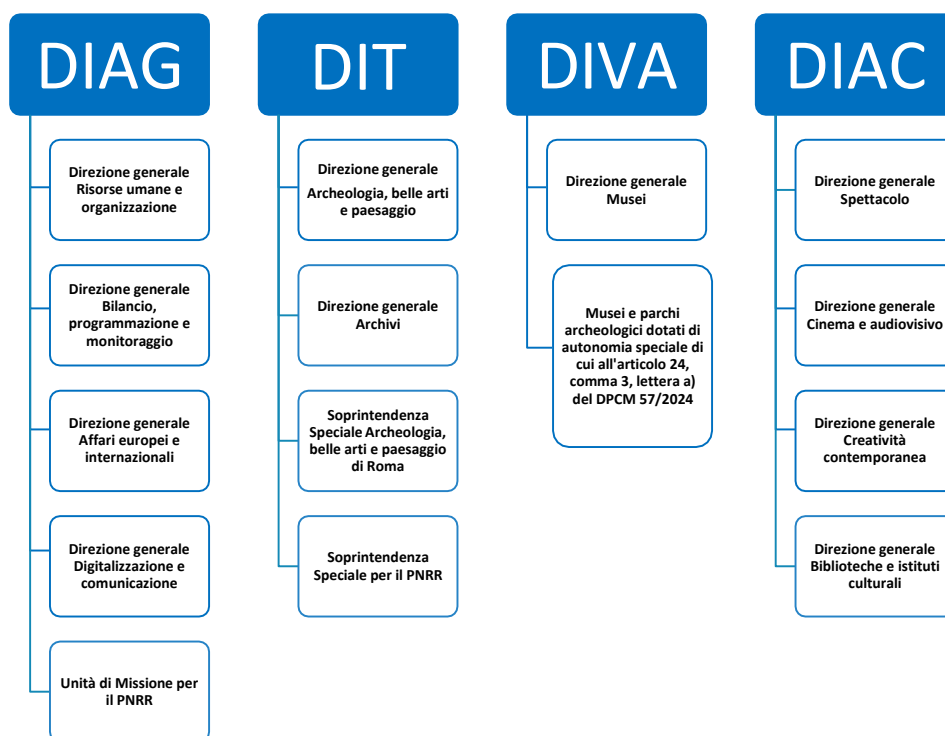 DIAG
Direzione generale
Risorse umane e
organizzazione
Direzione generale
Bilancio,
programmazione e
monitoraggio
Direzione generale
Affari europei e
internazionali
Direzione generale
Digitalizzazione e
comunicazione
Unità di Missione per
il PNRR
DIT
Direzione generale
Archeologia, belle arti
e paesaggio
Direzione generale
Archivi
Soprintendenza
Speciale Archeologia,
belle arti e paesaggio
di Roma
Soprintendenza
Speciale per il PNRR
DIVA
Direzione generale
Musei
Musei e parchi
archeologici dotati di
autonomia speciale di
cui all'articolo 24,
comma 3, lettera a)
del DPCM 57/2024
DIAC
Direzione generale
Spettacolo
Direzione generale
Cinema e audiovisivo
Direzione generale
Creatività
contemporanea
Direzione generale
Biblioteche e istituti
culturali